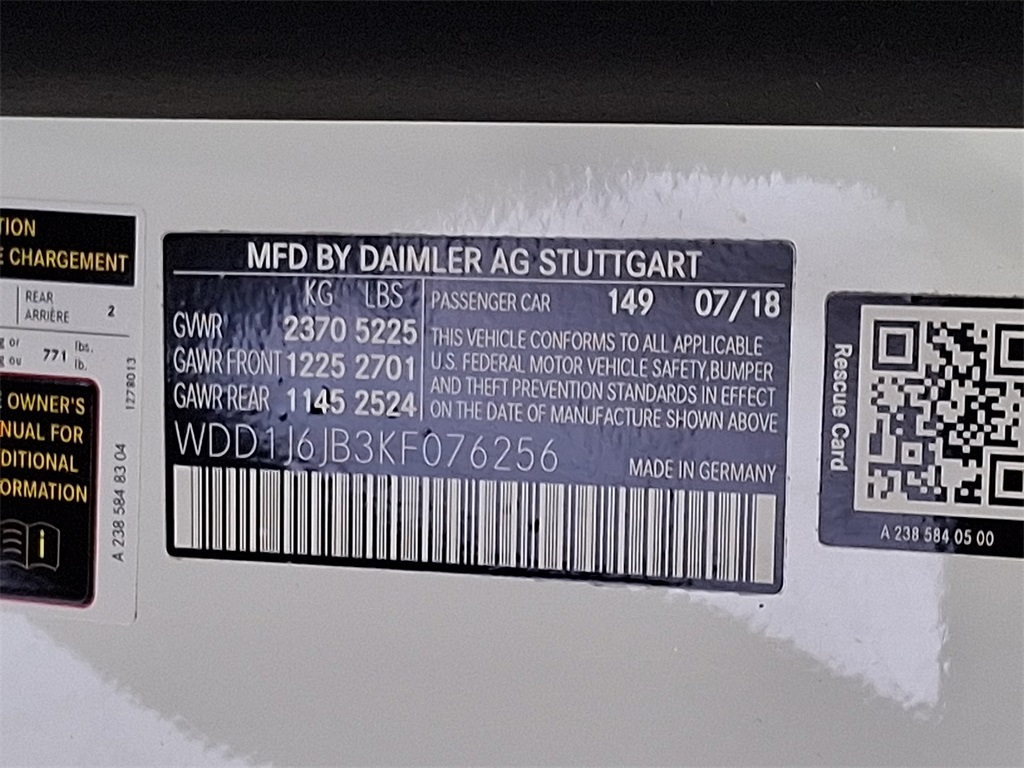 TION
E CHARGEMENT
REAR
ARRIÈRE
2
g or
g ou
771
lbs.
lb.
1278013
E OWNER'S
NUAL FOR
DITIONAL
ORMATION
i
A 238 584 83 04
MFD BY DAIMLER AG STUTTGART
KG LBS
GVWR 2370 5225
GAWR FRONT 1225 2701
GAWR REAR 1145 2524
PASSENGER CAR 149 07/18
THIS VEHICLE CONFORMS TO ALL APPLICABLE
U.S. FEDERAL MOTOR VEHICLE SAFETY,BUMPER
AND THEFT PREVENTION STANDARDS IN EFFECT
ON THE DATE OF MANUFACTURE SHOWN ABOVE
WDD1J6JB3KF076256
MADE IN GERMANY
Rescue Card
A 238 584 05 00